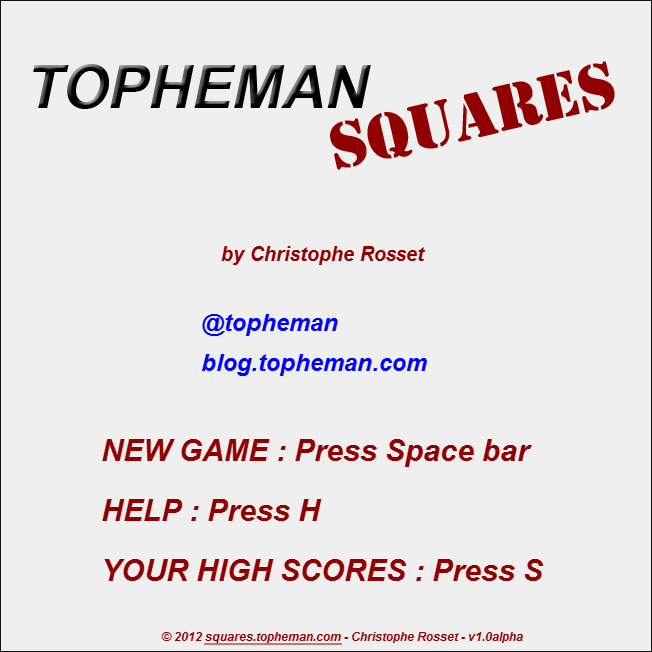 TOPHEMAN
SQUARES
by Christophe Rosset
@topheman
blog.topheman.com
NEW GAME : Press Space bar
HELP : Press H
YOUR HIGH SCORES : Press S
© 2012 squares.topheman.com - Christophe Rosset - v1.0alpha